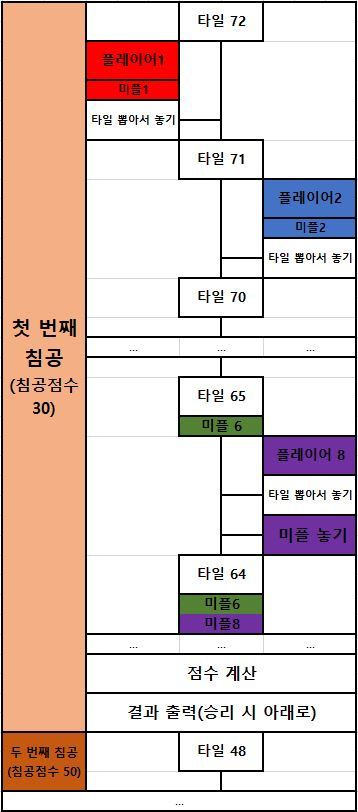 타일 72
플레이어1
미플1
타일 뽑아서 놓기
타일 71
플레이어2
미플2
타일 뽑아서 놓기
타일 70
첫 번째
침공
(침공점수
30)
... ... ...
타일 65
미플 6
플레이어 8
타일 뽑아서 놓기
미플 놓기
타일 64
미플6
미플8
... ... ...
점수 계산
결과 출력(승리 시 아래로)
두 번째 침공
(침공점수 50)
타일 48
...